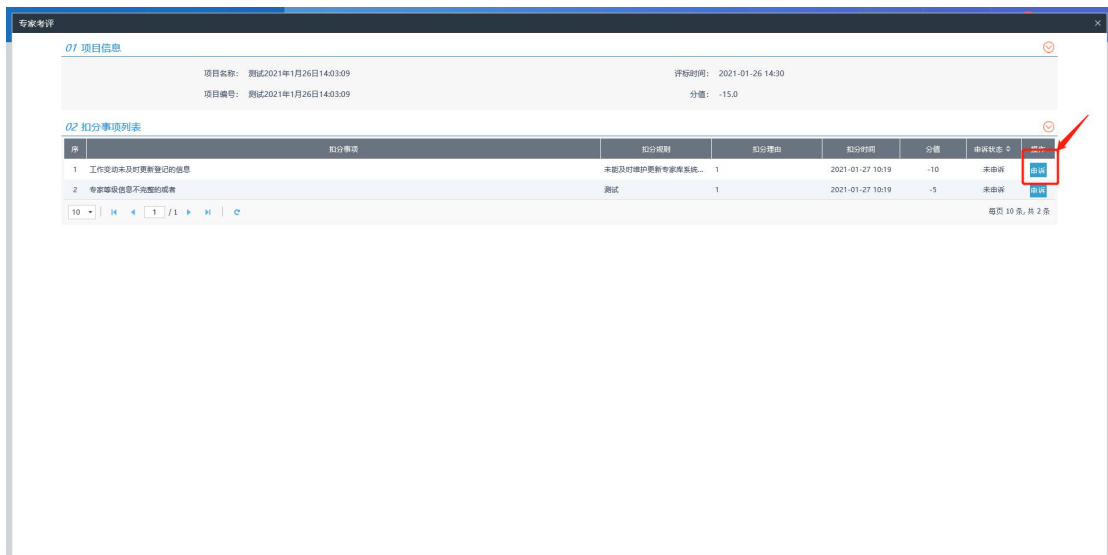 专家考评
01 项目信息
项目名称： 测试2021年1月26日14:03:09 评标时间： 2021-01-26 14:30
项目编号： 测试2021年1月26日14:03:09 分值： -15.0
02 扣分事项列表
序 扣分事项 扣分规则 扣分理由 扣分时间 分值 申诉状态 操作
1 工作变动未及时更新登记的信息 未能及时维护更新专家库系统... 1 2021-01-27 10:19 -10 未申诉 申诉
2 专家等级信息不完整的或者 测试 1 2021-01-27 10:19 -5 未申诉 申诉
10 1 / 1 每页 10 条, 共 2 条